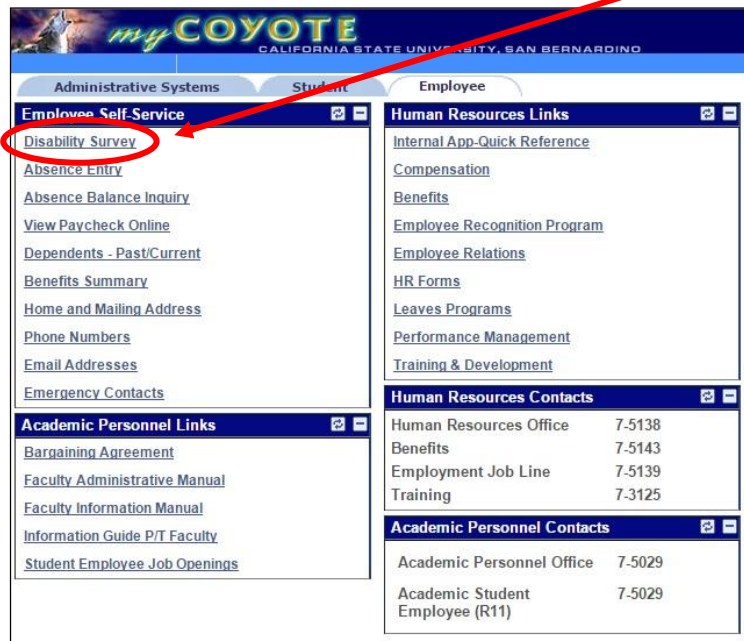 myCOYOTE
CALIFORNIA STATE UNIVERSITY, SAN BERNARDINO
Administrative Systems
Student
Employee
Employee Self-Service
Disability Survey
Absence Entry
Absence Balance Inquiry
View Paycheck Online
Dependents - Past/Current
Benefits Summary
Home and Mailing Address
Phone Numbers
Email Addresses
Emergency Contacts
Academic Personnel Links
Bargaining Agreement
Faculty Administrative Manual
Faculty Information Manual
Information Guide P/T Faculty
Student Employee Job Openings
Human Resources Links
Internal App-Quick Reference
Compensation
Benefits
Employee Recognition Program
Employee Relations
HR Forms
Leaves Programs
Performance Management
Training & Development
Human Resources Contacts
Human Resources Office 7-5138
Benefits 7-5143
Employment Job Line 7-5139
Training 7-3125
Academic Personnel Contacts
Academic Personnel Office 7-5029
Academic Student 7-5029
Employee (R11)